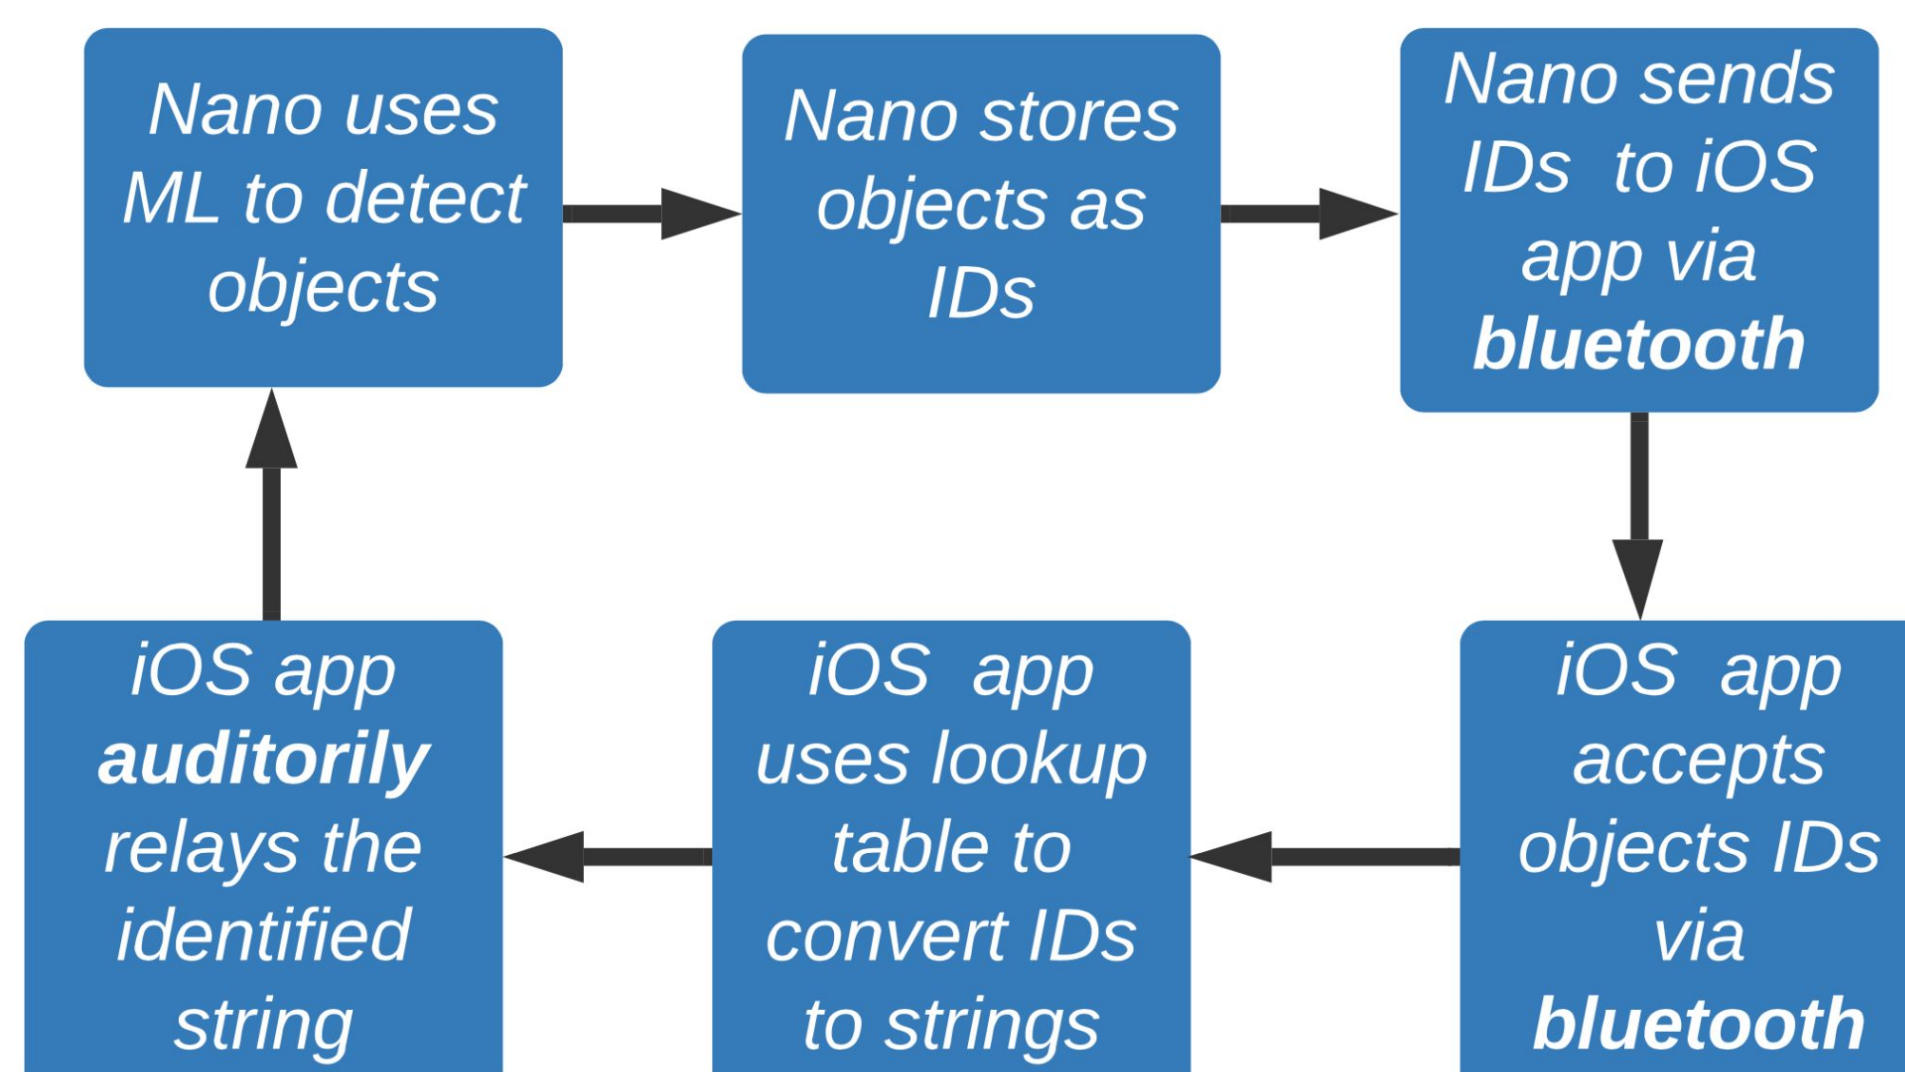 Nano uses
ML to detect
objects
Nano stores
objects as
IDs
Nano sends
IDs  to iOS
app via
bluetooth
iOS app
auditorily
relays the
identified
string
iOS  app
uses lookup
table to
convert IDs
to strings
iOS  app
accepts
objects IDs
via
bluetooth